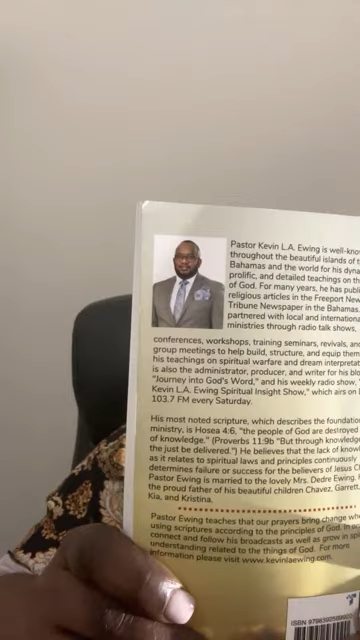 Pastor Kevin L.A. Ewing is well-kno
throughout the beautiful islands of t
Bahamas and the world for his dyna
prolific, and detailed teachings on th
of God. For many years, he has publ
religious articles in the Freeport New
Tribune Newspaper in the Bahamas.
partnered with local and internationa
ministries through radio talk shows,
conferences, workshops, training seminars, revivals, and
group meetings to help build, structure, and equip them
his teachings on spiritual warfare and dream interpretat
is also the administrator, producer, and writer for his blo
"Journey into God's Word," and his weekly radio show, "
Kevin L.A. Ewing Spiritual Insight Show," which airs on
103.7 FM every Saturday.
His most noted scripture, which describes the foundation
ministry, is Hosea 4:6, "the people of God are destroyed
of knowledge." (Proverbs 11:9b "But through knowledge
the just be delivered.") He believes that the lack of know
as it relates to spiritual laws and principles continuously
determines failure or success for the believers of Jesus C
Pastor Ewing is married to the lovely Mrs. Dedre Ewing.
the proud father of his beautiful children Chavez, Garrett,
Kia, and Kristina.
Pastor Ewing teaches that our prayers bring change whe
using scriptures according to the principles of God. In
connect and follow his broadcasts as well as grow in spi
understanding related to the things of God. For more
information please visit www.kevinlaewing.com.
ISBN